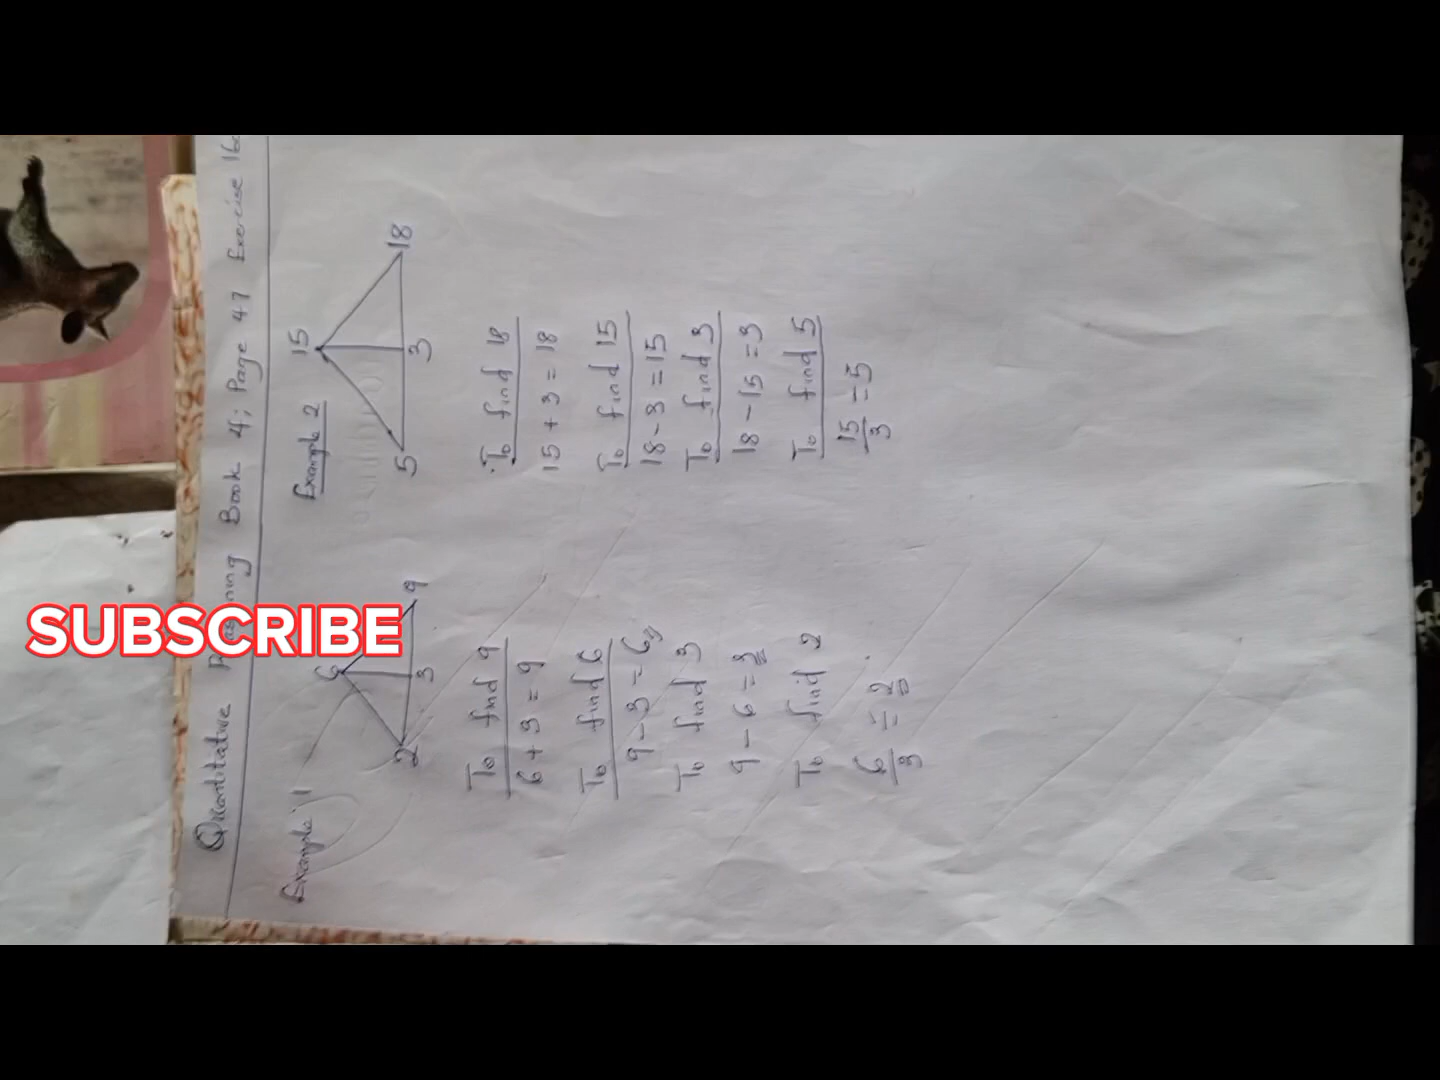 Quantitative Reasoning Book 4; Page 47 Exercise 16
Example 1
6
2 3 9
To find 9
6 + 3 = 9
To find 6
9 - 3 = 6
To find 3
9 - 6 = 3
To find 2
6/3 = 2
Example 2
15
5 3 18
To find 18
15 + 3 = 18
To find 15
18 - 3 = 15
To find 3
18 - 15 = 3
To find 5
15/3 = 5
SUBSCRIBE